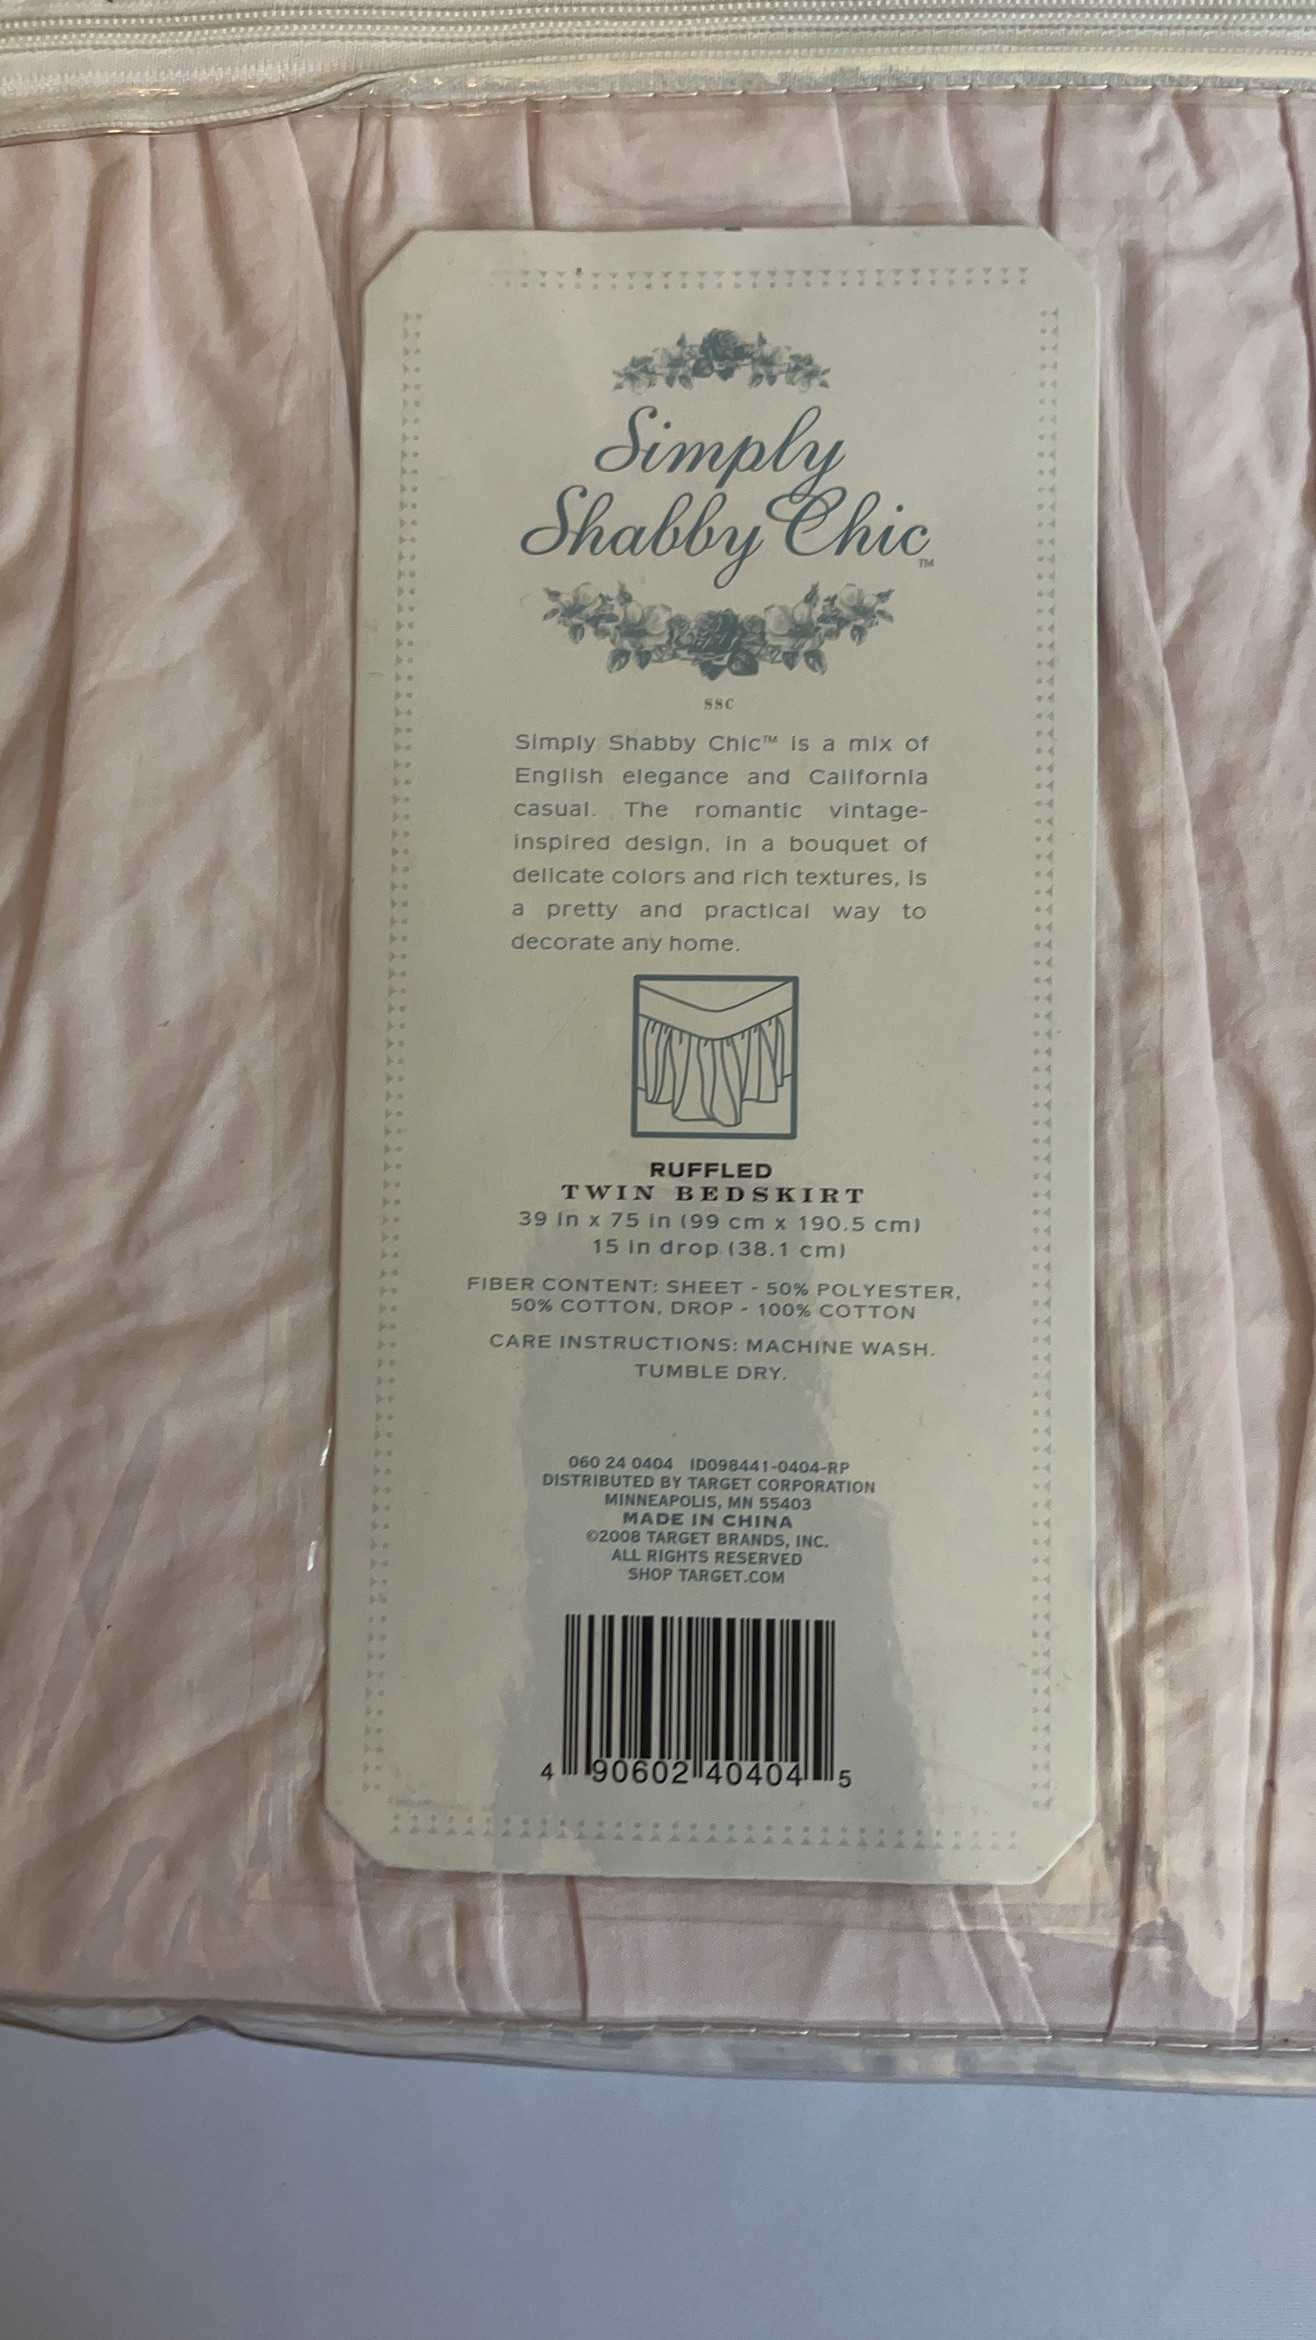 Simply
Shabby Chic™
SSC
Simply Shabby Chic™ is a mix of
English elegance and California
casual. The romantic vintage-
inspired design, in a bouquet of
delicate colors and rich textures, is
a pretty and practical way to
decorate any home.
RUFFLED
TWIN BEDSKIRT
39 in x 75 in (99 cm x 190.5 cm)
15 in drop (38.1 cm)
FIBER CONTENT: SHEET - 50% POLYESTER,
50% COTTON, DROP - 100% COTTON
CARE INSTRUCTIONS: MACHINE WASH.
TUMBLE DRY.
060 24 0404 ID098441-0404-RP
DISTRIBUTED BY TARGET CORPORATION
MINNEAPOLIS, MN 55403
MADE IN CHINA
©2008 TARGET BRANDS, INC.
ALL RIGHTS RESERVED
SHOP TARGET.COM
4 90602 40404 5